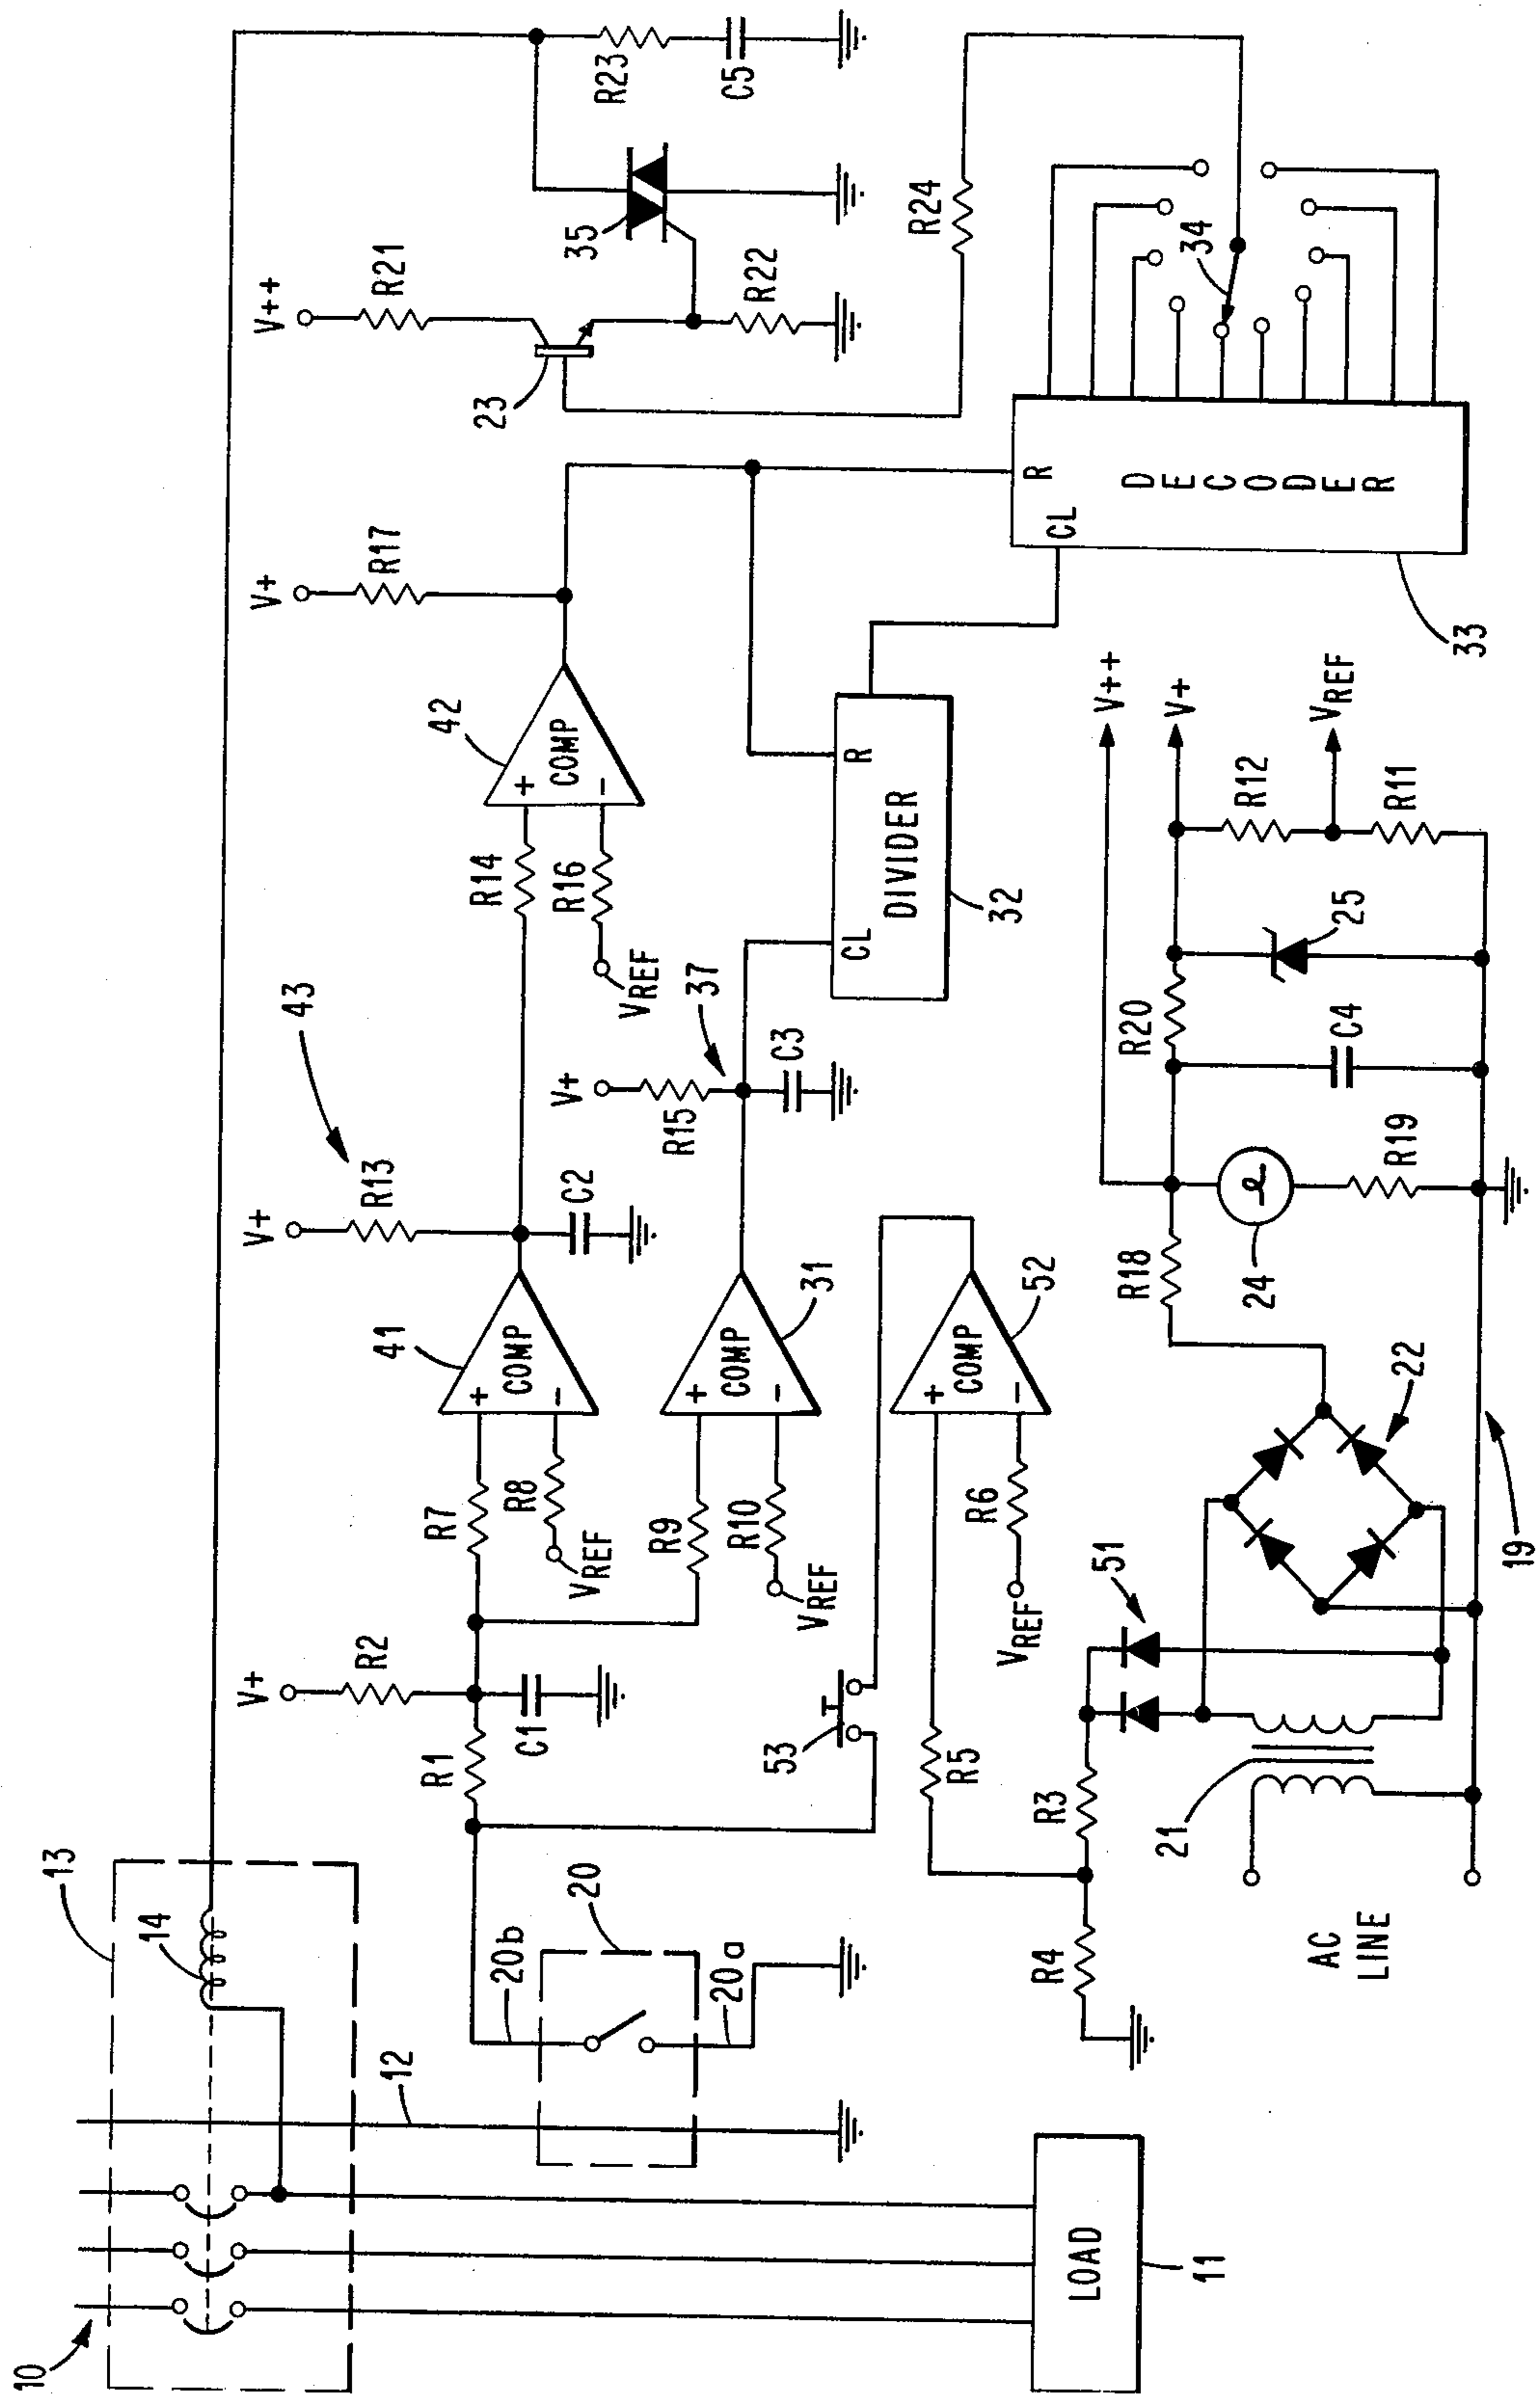 10
13
14
12
20b
20
20a
LOAD
11
V+
R2
R1
C1
R7
R8
VREF
41
+
COMP
-
R9
R10
VREF
31
+
COMP
-
53
R5
R6
VREF
52
+
COMP
-
R4
R3
51
21
AC
LINE
22
19
43
V+
R13
C2
V+
R15
37
C3
R14
R16
VREF
42
+
COMP
-
V+
R17
CL
DIVIDER
R
32
R18
24
R19
R20
C4
25
R12
R11
V++
V+
VREF
V++
R21
23
R22
35
R23
C5
R24
R
CL
DECODER
33
34